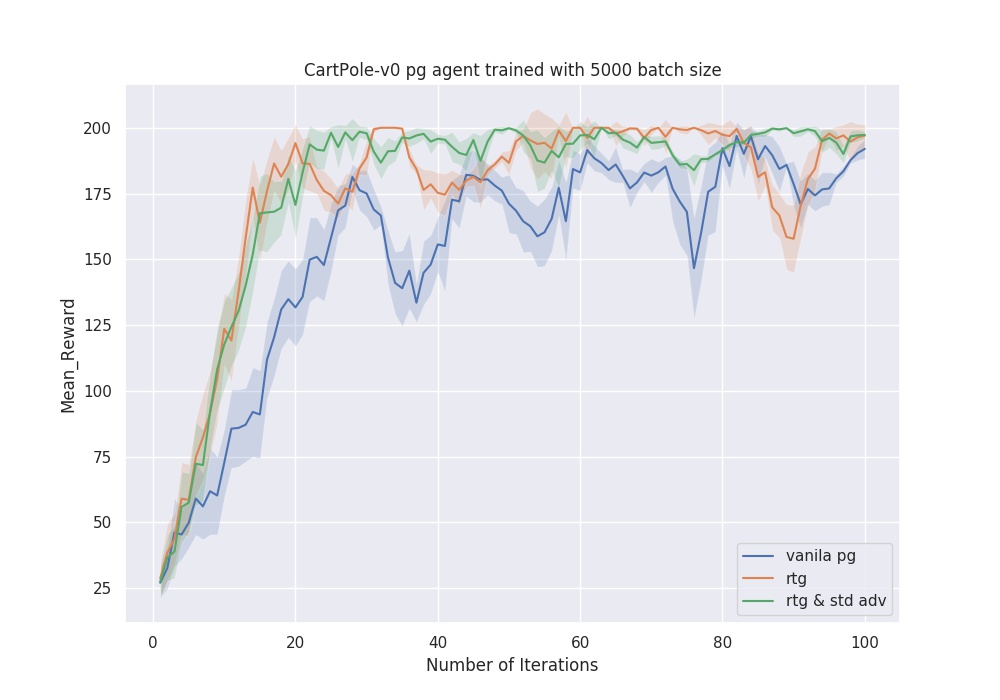 CartPole-v0 pg agent trained with 5000 batch size
Mean_Reward
200
175
150
125
100
75
50
25
vanila pg
rtg
rtg & std adv
0 20 40 60 80 100
Number of Iterations